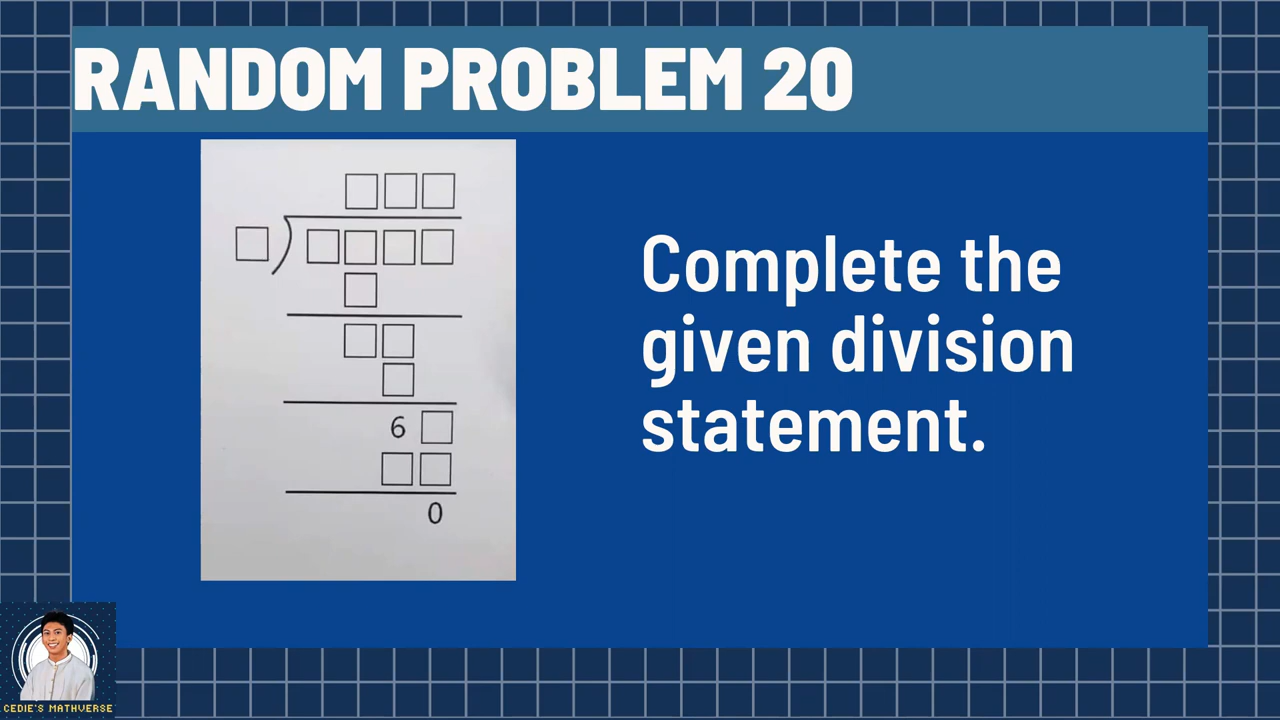 RANDOM PROBLEM 20
Complete the
given division
statement.
6
0
CEDIE'S MATHVERSE